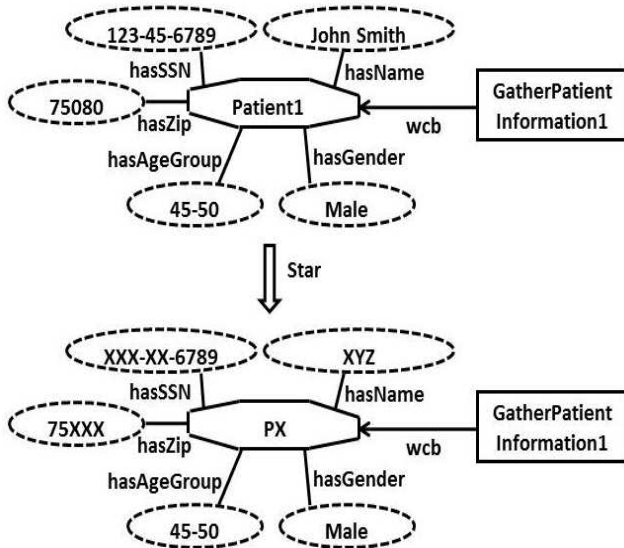 123-45-6789
John Smith
hasSSN
hasName
75080
Patient1
GatherPatient
Information1
hasZip
wcb
hasAgeGroup
hasGender
45-50
Male
Star
XXX-XX-6789
XYZ
hasSSN
hasName
75XXX
PX
GatherPatient
Information1
hasZip
wcb
hasAgeGroup
hasGender
45-50
Male